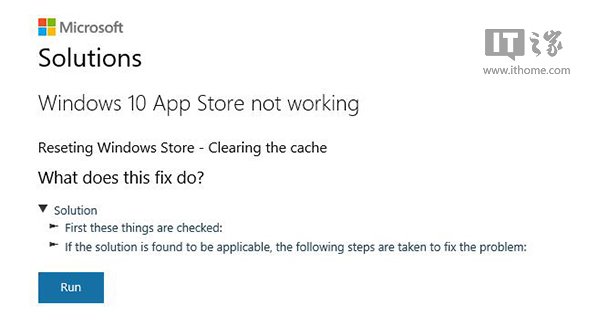 Microsoft
IT之家
www.ithome.com
Solutions
Windows 10 App Store not working
Reseting Windows Store - Clearing the cache
What does this fix do?
Solution
First these things are checked:
If the solution is found to be applicable, the following steps are taken to fix the problem:
Run